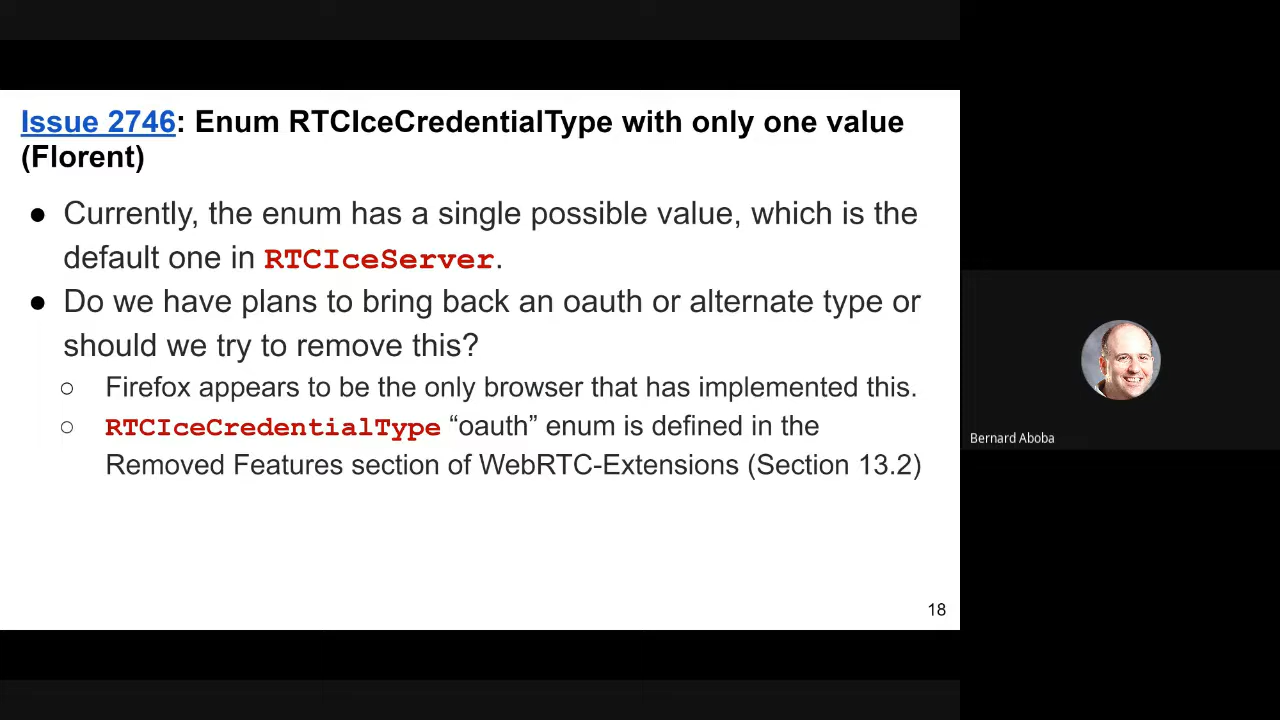 Issue 2746: Enum RTCIceCredentialType with only one value
(Florent)
● Currently, the enum has a single possible value, which is the
default one in RTCIceServer.
● Do we have plans to bring back an oauth or alternate type or
should we try to remove this?
○ Firefox appears to be the only browser that has implemented this.
○ RTCIceCredentialType “oauth” enum is defined in the
Removed Features section of WebRTC-Extensions (Section 13.2)
18
Bernard Aboba